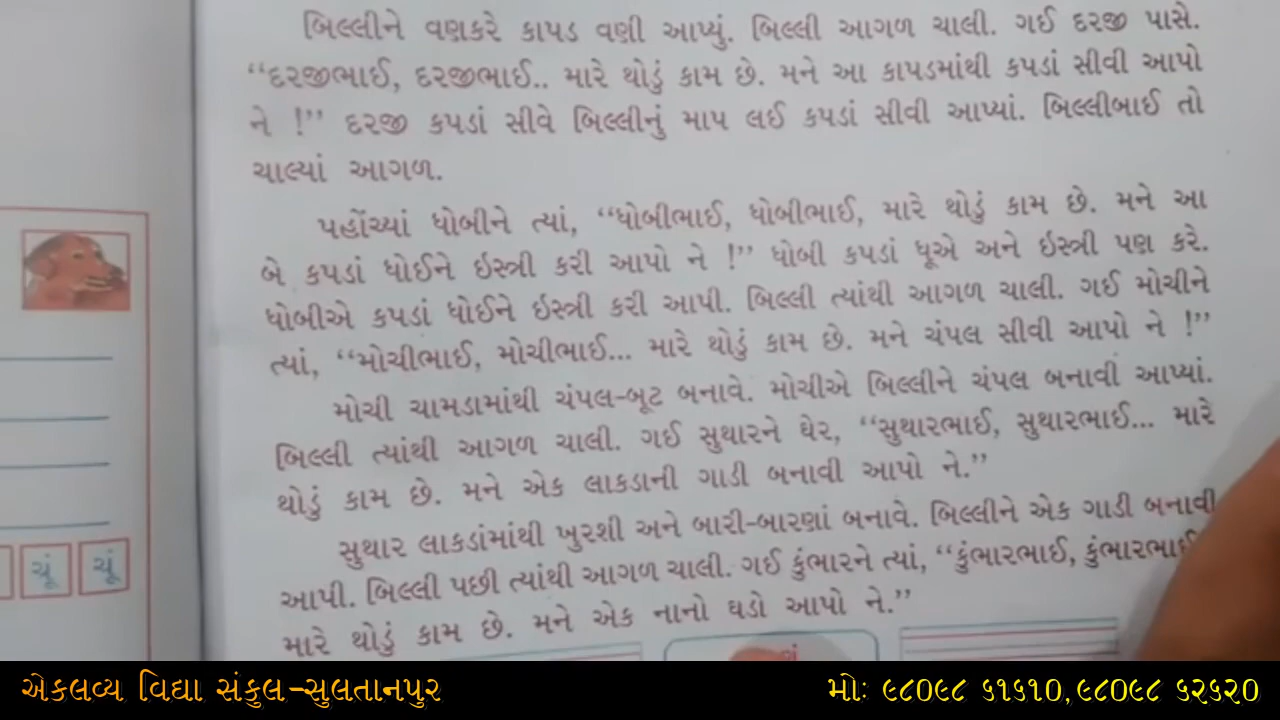 બિલ્લીને વણકરે કાપડ વણી આપ્યું. બિલ્લી આગળ ચાલી. ગઈ દરજી પાસે.
“દરજીભાઈ, દરજીભાઈ.. મારે થોડું કામ છે. મને આ કાપડમાંથી કપડાં સીવી આપો
ને !” દરજી કપડાં સીવે બિલ્લીનું માપ લઈ કપડાં સીવી આપ્યાં. બિલ્લીબાઈ તો
ચાલ્યાં આગળ.
પહોંચ્યાં ધોબીને ત્યાં, “ધોબીભાઈ, ધોબીભાઈ, મારે થોડું કામ છે. મને આ
બે કપડાં ધોઈને ઇસ્ત્રી કરી આપો ને !” ધોબી કપડાં ધૂએ અને ઇસ્ત્રી પણ કરે.
ધોબીએ કપડાં ધોઈને ઇસ્ત્રી કરી આપી. બિલ્લી ત્યાંથી આગળ ચાલી. ગઈ મોચીને
ત્યાં, “મોચીભાઈ, મોચીભાઈ... મારે થોડું કામ છે. મને ચંપલ સીવી આપો ને !”
મોચી ચામડામાંથી ચંપલ-બૂટ બનાવે. મોચીએ બિલ્લીને ચંપલ બનાવી આપ્યાં.
બિલ્લી ત્યાંથી આગળ ચાલી. ગઈ સુથારને ઘેર, “સુથારભાઈ, સુથારભાઈ... મારે
થોડું કામ છે. મને એક લાકડાની ગાડી બનાવી આપો ને.”
સુથાર લાકડાંમાંથી ખુરશી અને બારી-બારણાં બનાવે. બિલ્લીને એક ગાડી બનાવી
આપી. બિલ્લી પછી ત્યાંથી આગળ ચાલી. ગઈ કુંભારને ત્યાં, “કુંભારભાઈ, કુંભારભાઈ
મારે થોડું કામ છે. મને એક નાનો ઘડો આપો ને.”
ચૂં ચૂં
એકલવ્ય વિદ્યા સંકુલ-સુલતાનપુર
મોઃ ૯૮૦૯૮ ૬૧૬૧૦,૯૮૦૯૮ ૬૨૬૨૦